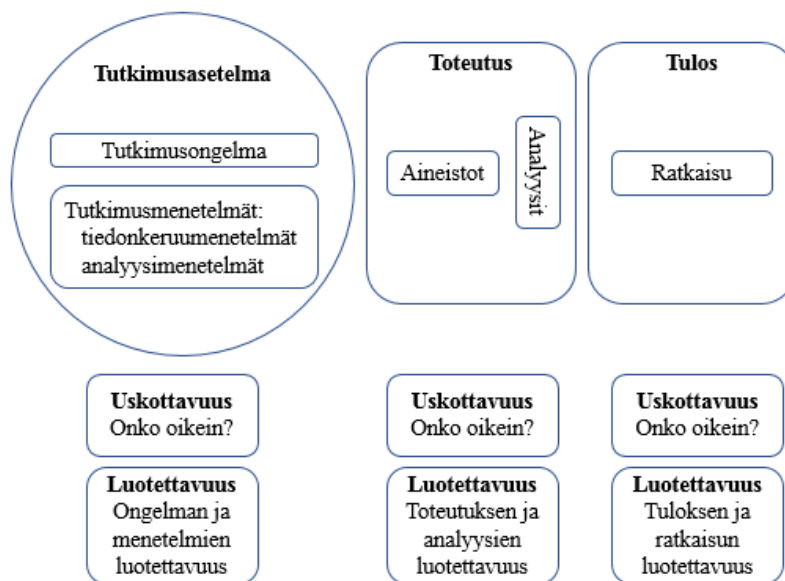 Tutkimusasetelma
Tutkimusongelma
Tutkimusmenetelmät:
tiedonkeruumenetelmät
analyysimenetelmät
Toteutus
Aineistot
Analyysit
Tulos
Ratkaisu
Uskottavuus
Onko oikein?
Uskottavuus
Onko oikein?
Uskottavuus
Onko oikein?
Luotettavuus
Ongelman ja
menetelmien
luotettavuus
Luotettavuus
Toteutuksen ja
analyysien
luotettavuus
Luotettavuus
Tuloksen ja
ratkaisun
luotettavuus